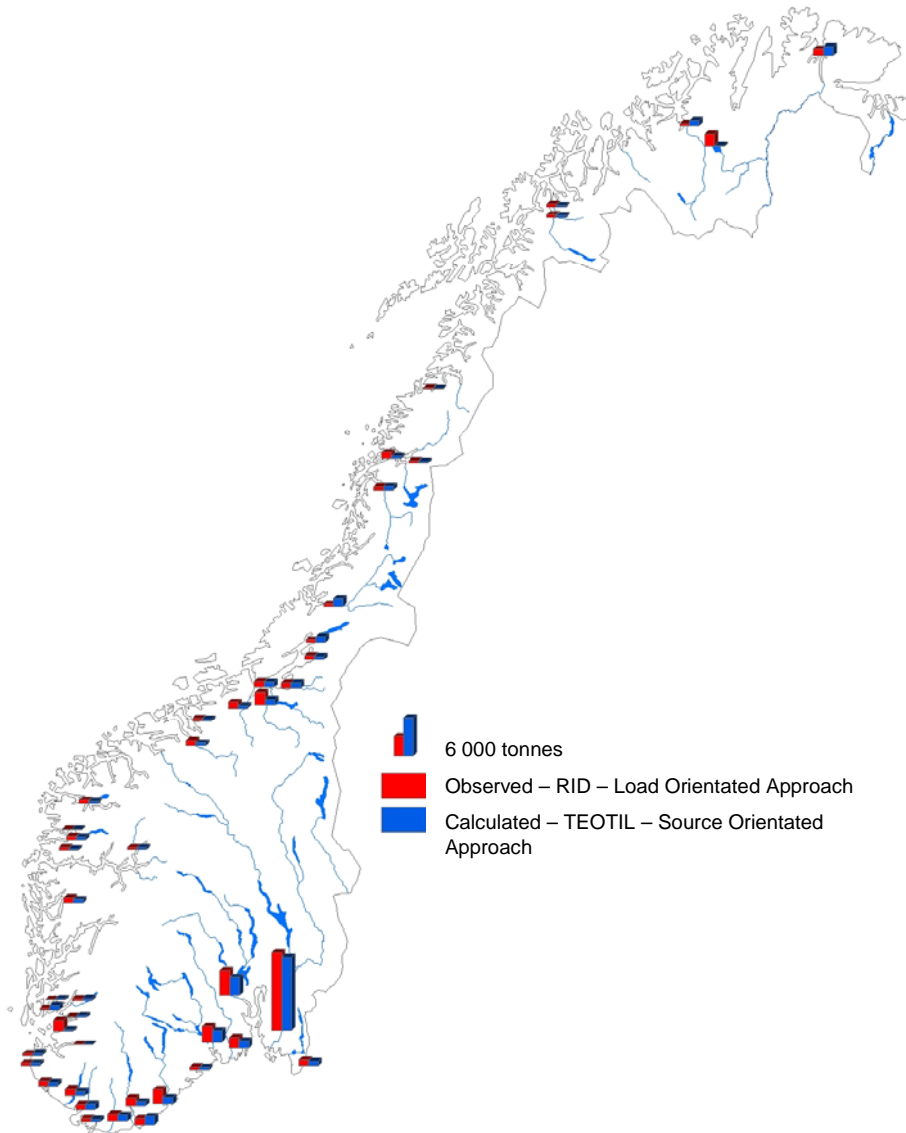 6 000 tonnes
Observed – RID – Load Orientated Approach
Calculated – TEOTIL – Source Orientated
Approach